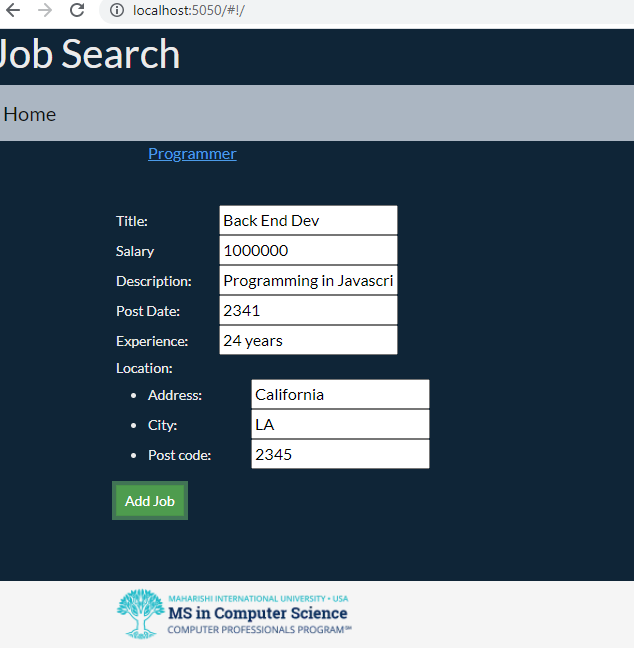 localhost:5050/#!/
Job Search
Home
Programmer
Title: Back End Dev
Salary 1000000
Description: Programming in Javascri
Post Date: 2341
Experience: 24 years
Location:
• Address: California
• City: LA
• Post code: 2345
Add Job
MAHARISHI INTERNATIONAL UNIVERSITY • USA
MS in Computer Science
COMPUTER PROFESSIONALS PROGRAM℠